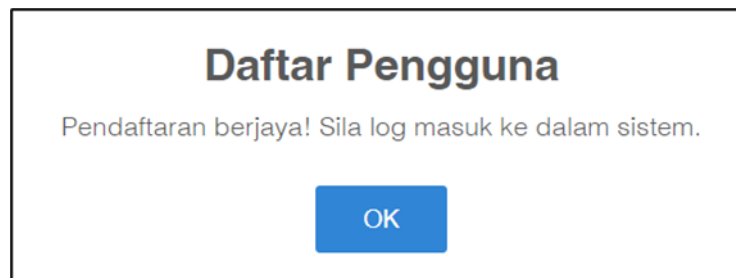 Daftar Pengguna
Pendaftaran berjaya! Sila log masuk ke dalam sistem.
OK